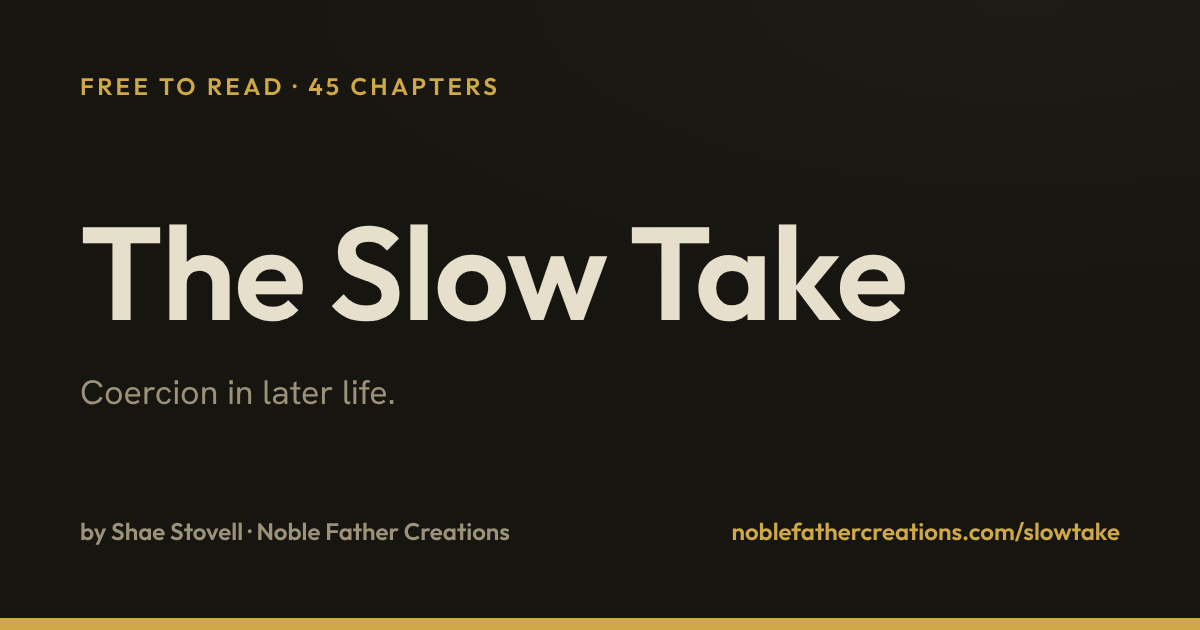 FREE TO READ · 45 CHAPTERS
The Slow Take
Coercion in later life.
by Shae Stovell · Noble Father Creations
noblefathercreations.com/slowtake